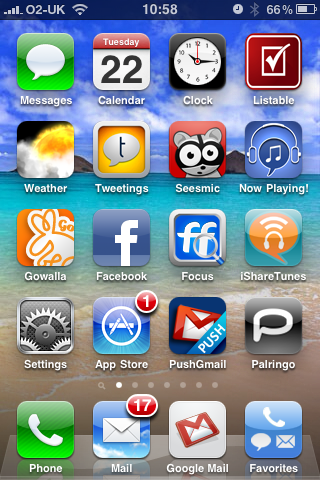 O2-UK 10:58 66%
Tuesday
22
Messages Calendar Clock Listable
t
Weather Tweetings Seesmic Now Playing!
Go
Gowalla Facebook Focus iShareTunes
1
PUSH
Settings App Store PushGmail Palringo
17
Phone Mail Google Mail Favorites